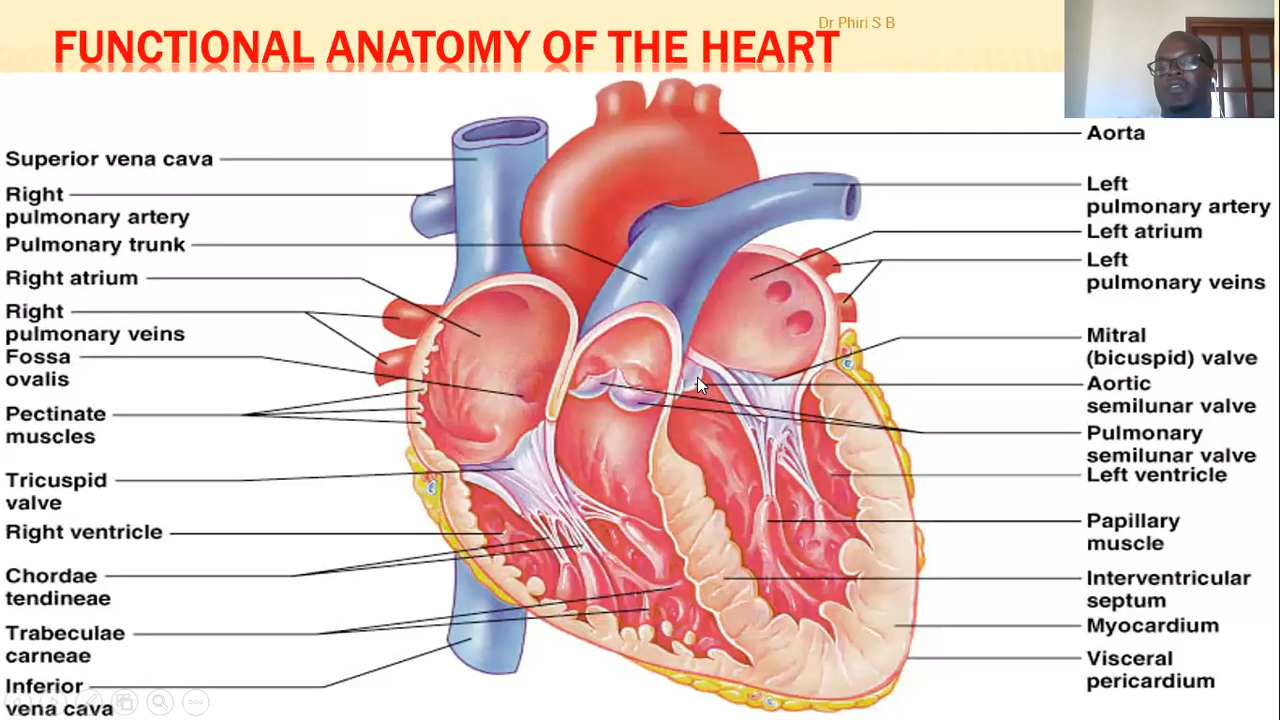 Dr Phiri S B
FUNCTIONAL ANATOMY OF THE HEART
Superior vena cava
Right
pulmonary artery
Pulmonary trunk
Right atrium
Right
pulmonary veins
Fossa
ovalis
Pectinate
muscles
Tricuspid
valve
Right ventricle
Chordae
tendineae
Trabeculae
carneae
Inferior
vena cava
Aorta
Left
pulmonary artery
Left atrium
Left
pulmonary veins
Mitral
(bicuspid) valve
Aortic
semilunar valve
Pulmonary
semilunar valve
Left ventricle
Papillary
muscle
Interventricular
septum
Myocardium
Visceral
pericardium